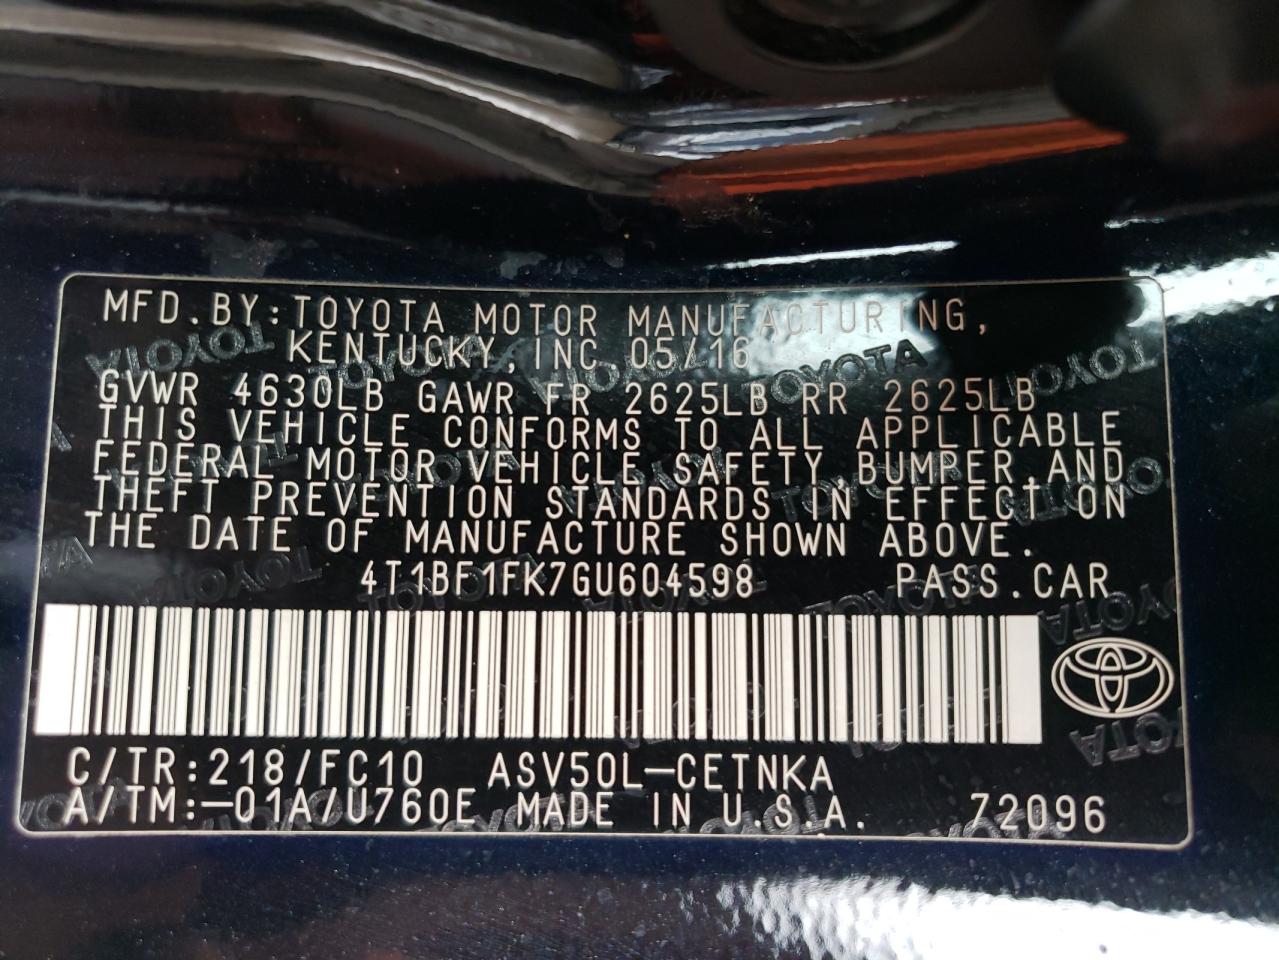 MFD.BY:TOYOTA MOTOR MANUFACTURING,
KENTUCKY,INC. 05/16
GVWR 4630LB GAWR FR 2625LB RR 2625LB
THIS VEHICLE CONFORMS TO ALL APPLICABLE
FEDERAL MOTOR VEHICLE SAFETY,BUMPER,AND
THEFT PREVENTION STANDARDS IN EFFECT ON
THE DATE OF MANUFACTURE SHOWN ABOVE.
4T1BF1FK7GU604598 PASS.CAR
C/TR:218/FC10 ASV50L-CETNKA
A/TM:-01A/U760E MADE IN U.S.A. 72096